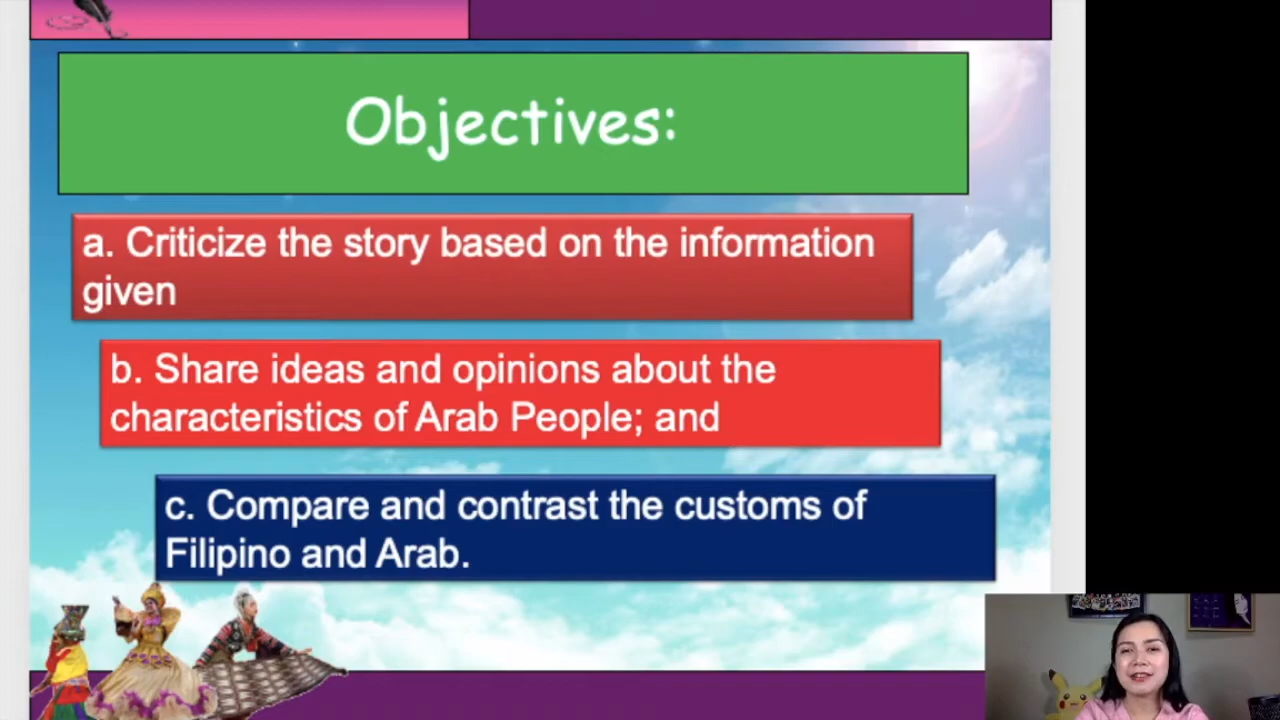 Objectives:
a. Criticize the story based on the information
given
b. Share ideas and opinions about the
characteristics of Arab People; and
c. Compare and contrast the customs of
Filipino and Arab.